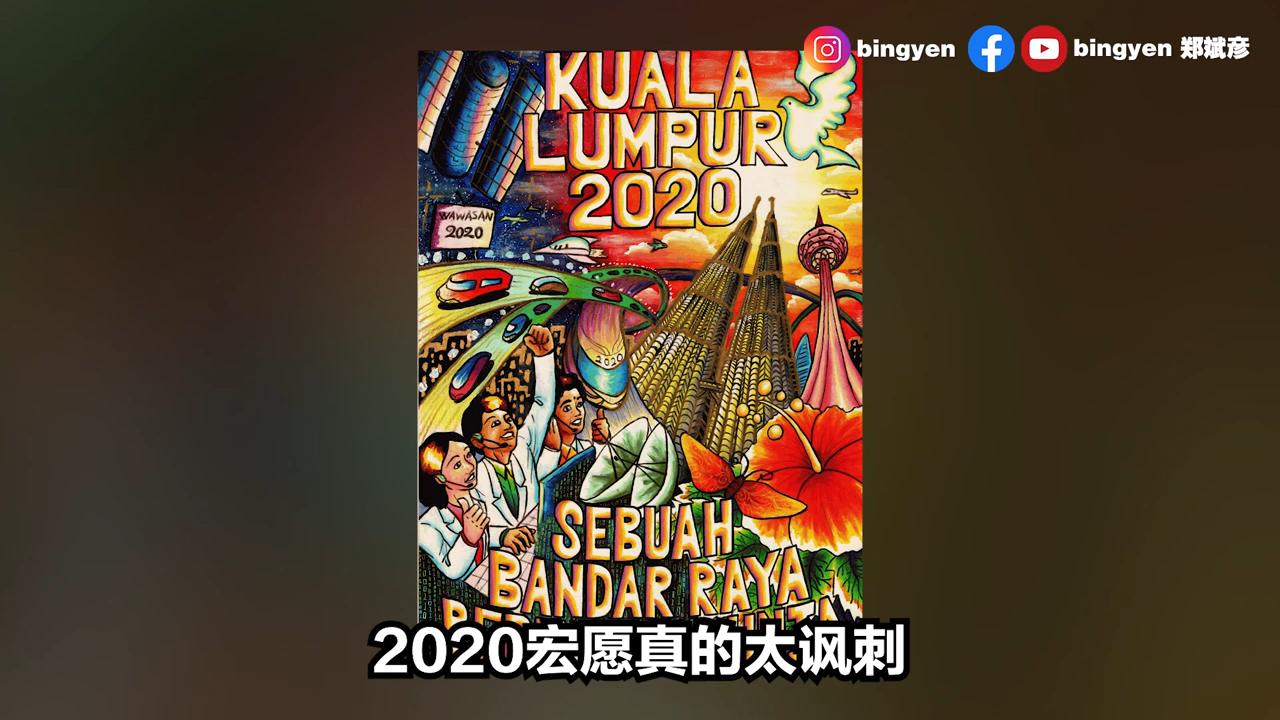 bingyen
bingyen 郑斌彦
KUALA
LUMPUR
2020
WAWASAN
2020
2020
SEBUAH
BANDAR RAYA
2020宏愿真的太讽刺